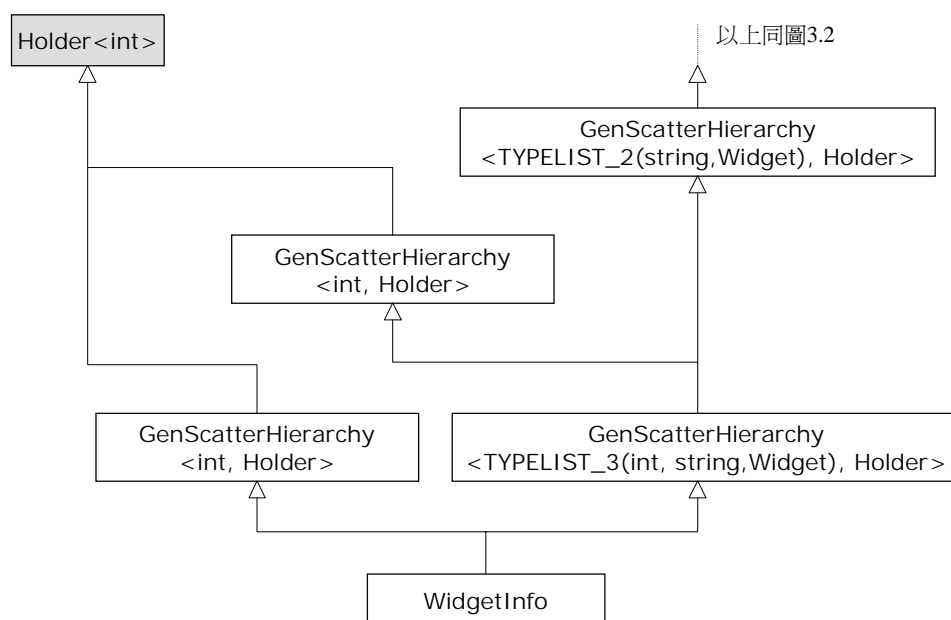 Holder<int>
以上同圖3.2
GenScatterHierarchy
<TYPELIST_2(string,Widget), Holder>
GenScatterHierarchy
<int, Holder>
GenScatterHierarchy
<int, Holder>
GenScatterHierarchy
<TYPELIST_3(int, string,Widget), Holder>
WidgetInfo